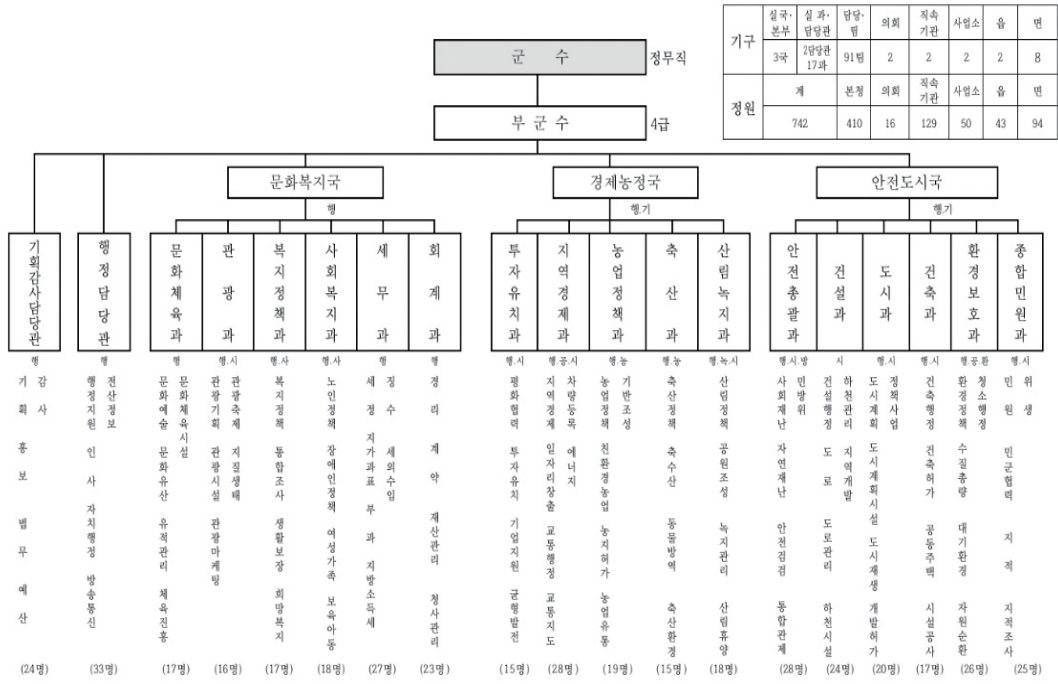 군 수 정무직
부 군 수 4급
기구 실국·본부 실 과·담당관 담당·팀 의회 직속기관 사업소 읍 면
3국 2담당관 17과 91팀 2 2 2 2 8
정원 계 본청 의회 직속기관 사업소 읍 면
742 410 16 129 50 43 94
문화복지국 경제농정국 안전도시국
행 행.기 행.기
기획감사담당관
행
기획 홍보 법무 예산
감사
(24명)
행정담당관
행
행정지원 인사 자치행정 방송통신
전산정보
(33명)
문화체육과
행
문화예술 문화유산 유적관리 체육진흥
문화체육시설
(17명)
관광과
행.시
관광기획 관광시설 관광마케팅
관광축제 지질생태
(16명)
복지정책과
행.사
복지정책 통합조사 생활보장 희망복지
(17명)
사회복지과
행.사
노인정책 장애인정책 여성가족 보육아동
(18명)
세무과
행
세정 지가과표 부과 지방소득세
징수 세외수입
(27명)
회계과
행
경리 계약 재산관리 청사관리
(23명)
투자유치과
행.시
평화협력 투자유치 기업지원 균형발전
(15명)
지역경제과
행.공.시
지역경제 일자리창출 교통행정 교통지도
차량등록 에너지
(28명)
농업정책과
행.농
농업정책 친환경농업 농지허가 농업유통
기반조성
(19명)
축산과
행.농
축산정책 축수산 동물방역 축산환경
(15명)
산림녹지과
행.녹.시
산림정책 공원조성 녹지관리 산림휴양
(18명)
안전총괄과
행.시.방
사회재난 자연재난 안전점검 통합관제
민방위
(28명)
건설과
시
건설행정 도로 도로관리 하천시설
하천관리 지역개발
(24명)
도시과
행.시
도시계획 도시계획시설 도시재생 개발허가
정책사업
(20명)
건축과
행.시
건축행정 건축허가 공동주택 시설공사
(17명)
환경보호과
행.공.환
환경정책 수질총량 대기환경 자원순환
청소행정
(26명)
종합민원과
행.시
민원 민군협력 지적 지적조사
위생
(25명)